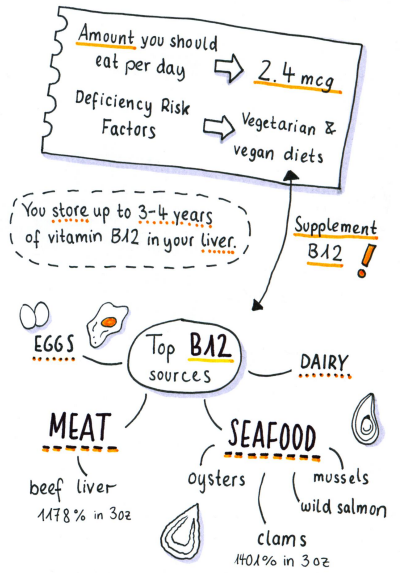 Amount you should
eat per day
2.4 mcg
Deficiency Risk
Factors
Vegetarian &
vegan diets
You store up to 3-4 years
of vitamin B12 in your liver.
Supplement
B12 !
Top B12
sources
EGGS
DAIRY
MEAT
beef liver
1178% in 3oz
SEAFOOD
oysters
mussels
wild salmon
clams
1401% in 3oz